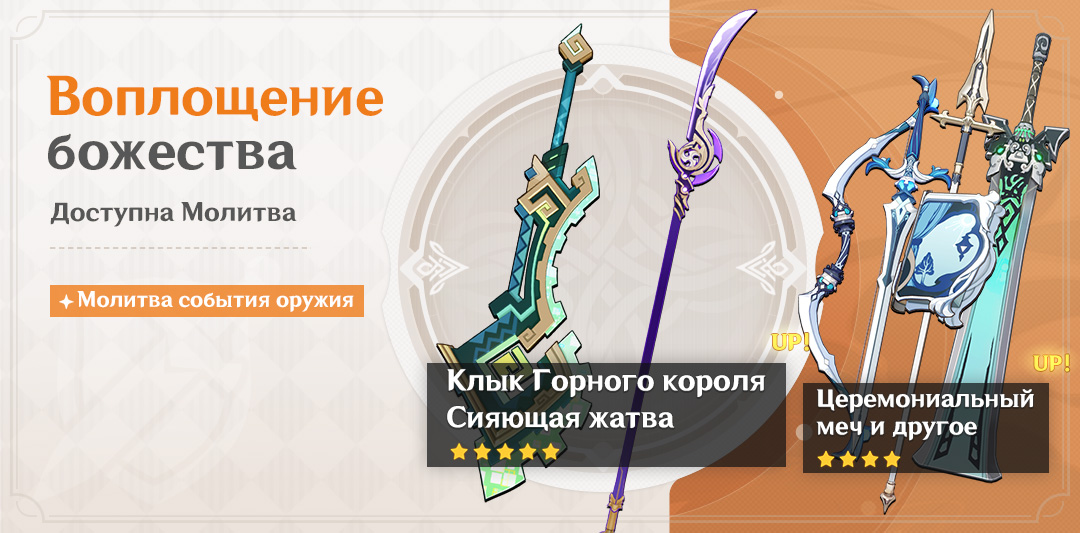 Воплощение
божества
Доступна Молитва
Молитва события оружия
Клык Горного короля
Сияющая жатва
UP!
Церемониальный
меч и другое
UP!